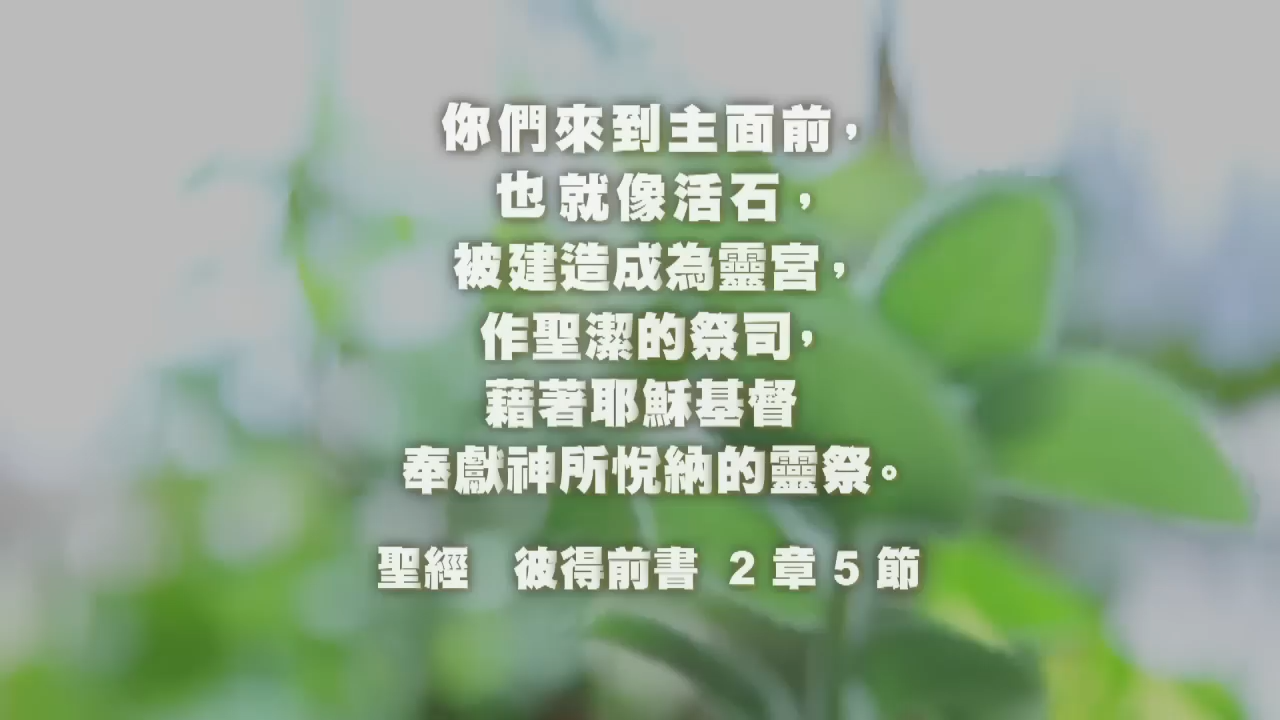 你們來到主面前，
也就像活石，
被建造成為靈宮，
作聖潔的祭司，
藉著耶穌基督
奉獻神所悅納的靈祭。
聖經　彼得前書 2 章 5 節